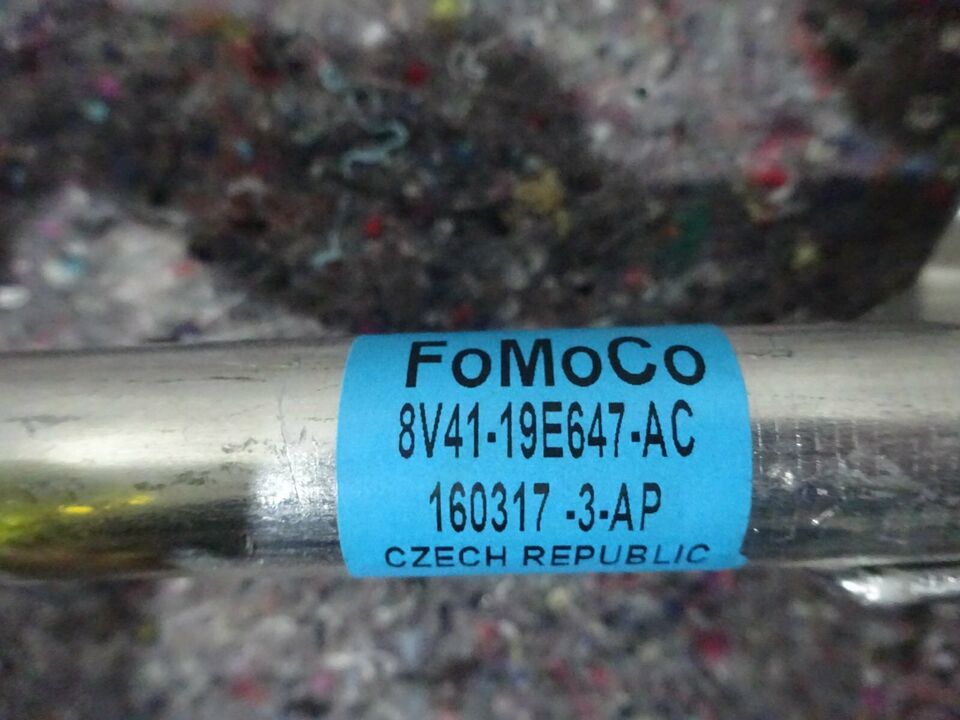 FoMoCo
8V41-19E647-AC
160317 -3-AP
CZECH REPUBLIC